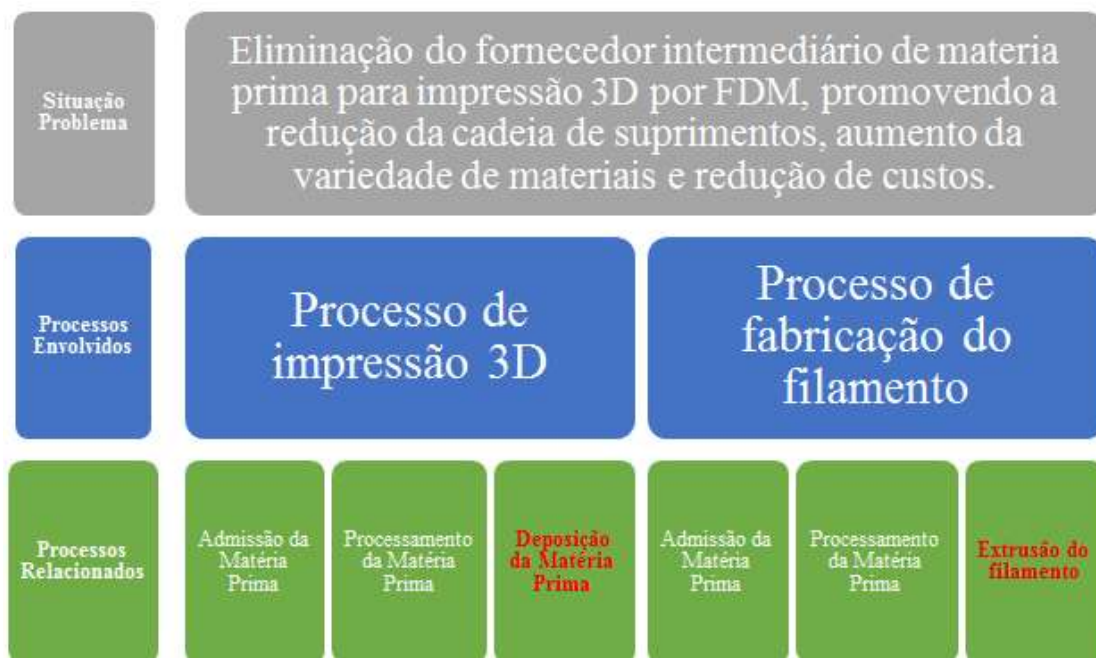 Situação
Problema
Eliminação do fornecedor intermediário de materia
prima para impressão 3D por FDM, promovendo a
redução da cadeia de suprimentos, aumento da
variedade de materiais e redução de custos.
Processos
Envolvidos
Processo de
impressão 3D
Processo de
fabricação do
filamento
Processos
Relacionados
Admissão da
Matéria
Prima
Processamento
da Matéria
Prima
Deposição
da Matéria
Prima
Admissão da
Matéria
Prima
Processamento
da Matéria
Prima
Extrusão do
filamento